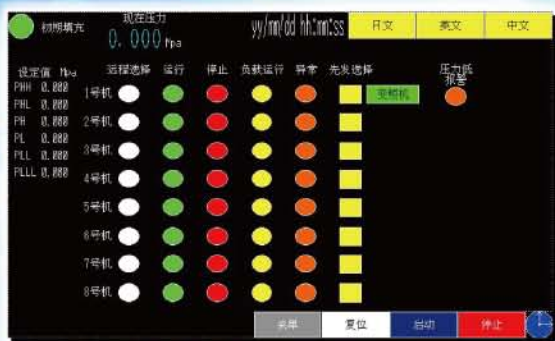 初期填充 现在压力 yy/mm/dd hh:mm:ss 日文 英文 中文
0.000 Mpa
设定值 Mpa 远程选择 运行 停止 负载运行 异常 先发选择 压力低
报警
PHH 0.000 1号机 变频机
PHL 0.000
PH 0.000 2号机
PL 0.000 3号机
PLL 0.000
PLLL 0.000 4号机
5号机
6号机
7号机
8号机
菜单 复位 启动 停止